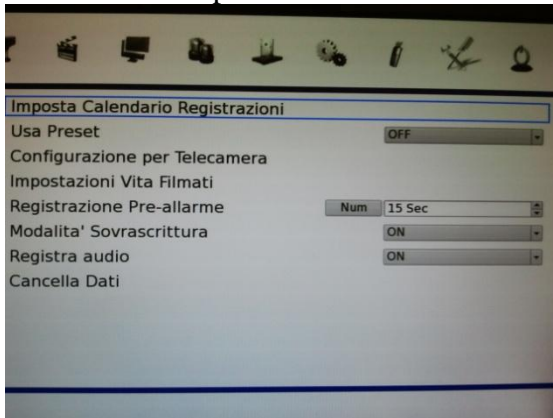 Imposta Calendario Registrazioni
Usa Preset OFF
Configurazione per Telecamera
Impostazioni Vita Filmati
Registrazione Pre-allarme Num 15 Sec
Modalita' Sovrascrittura ON
Registra audio ON
Cancella Dati